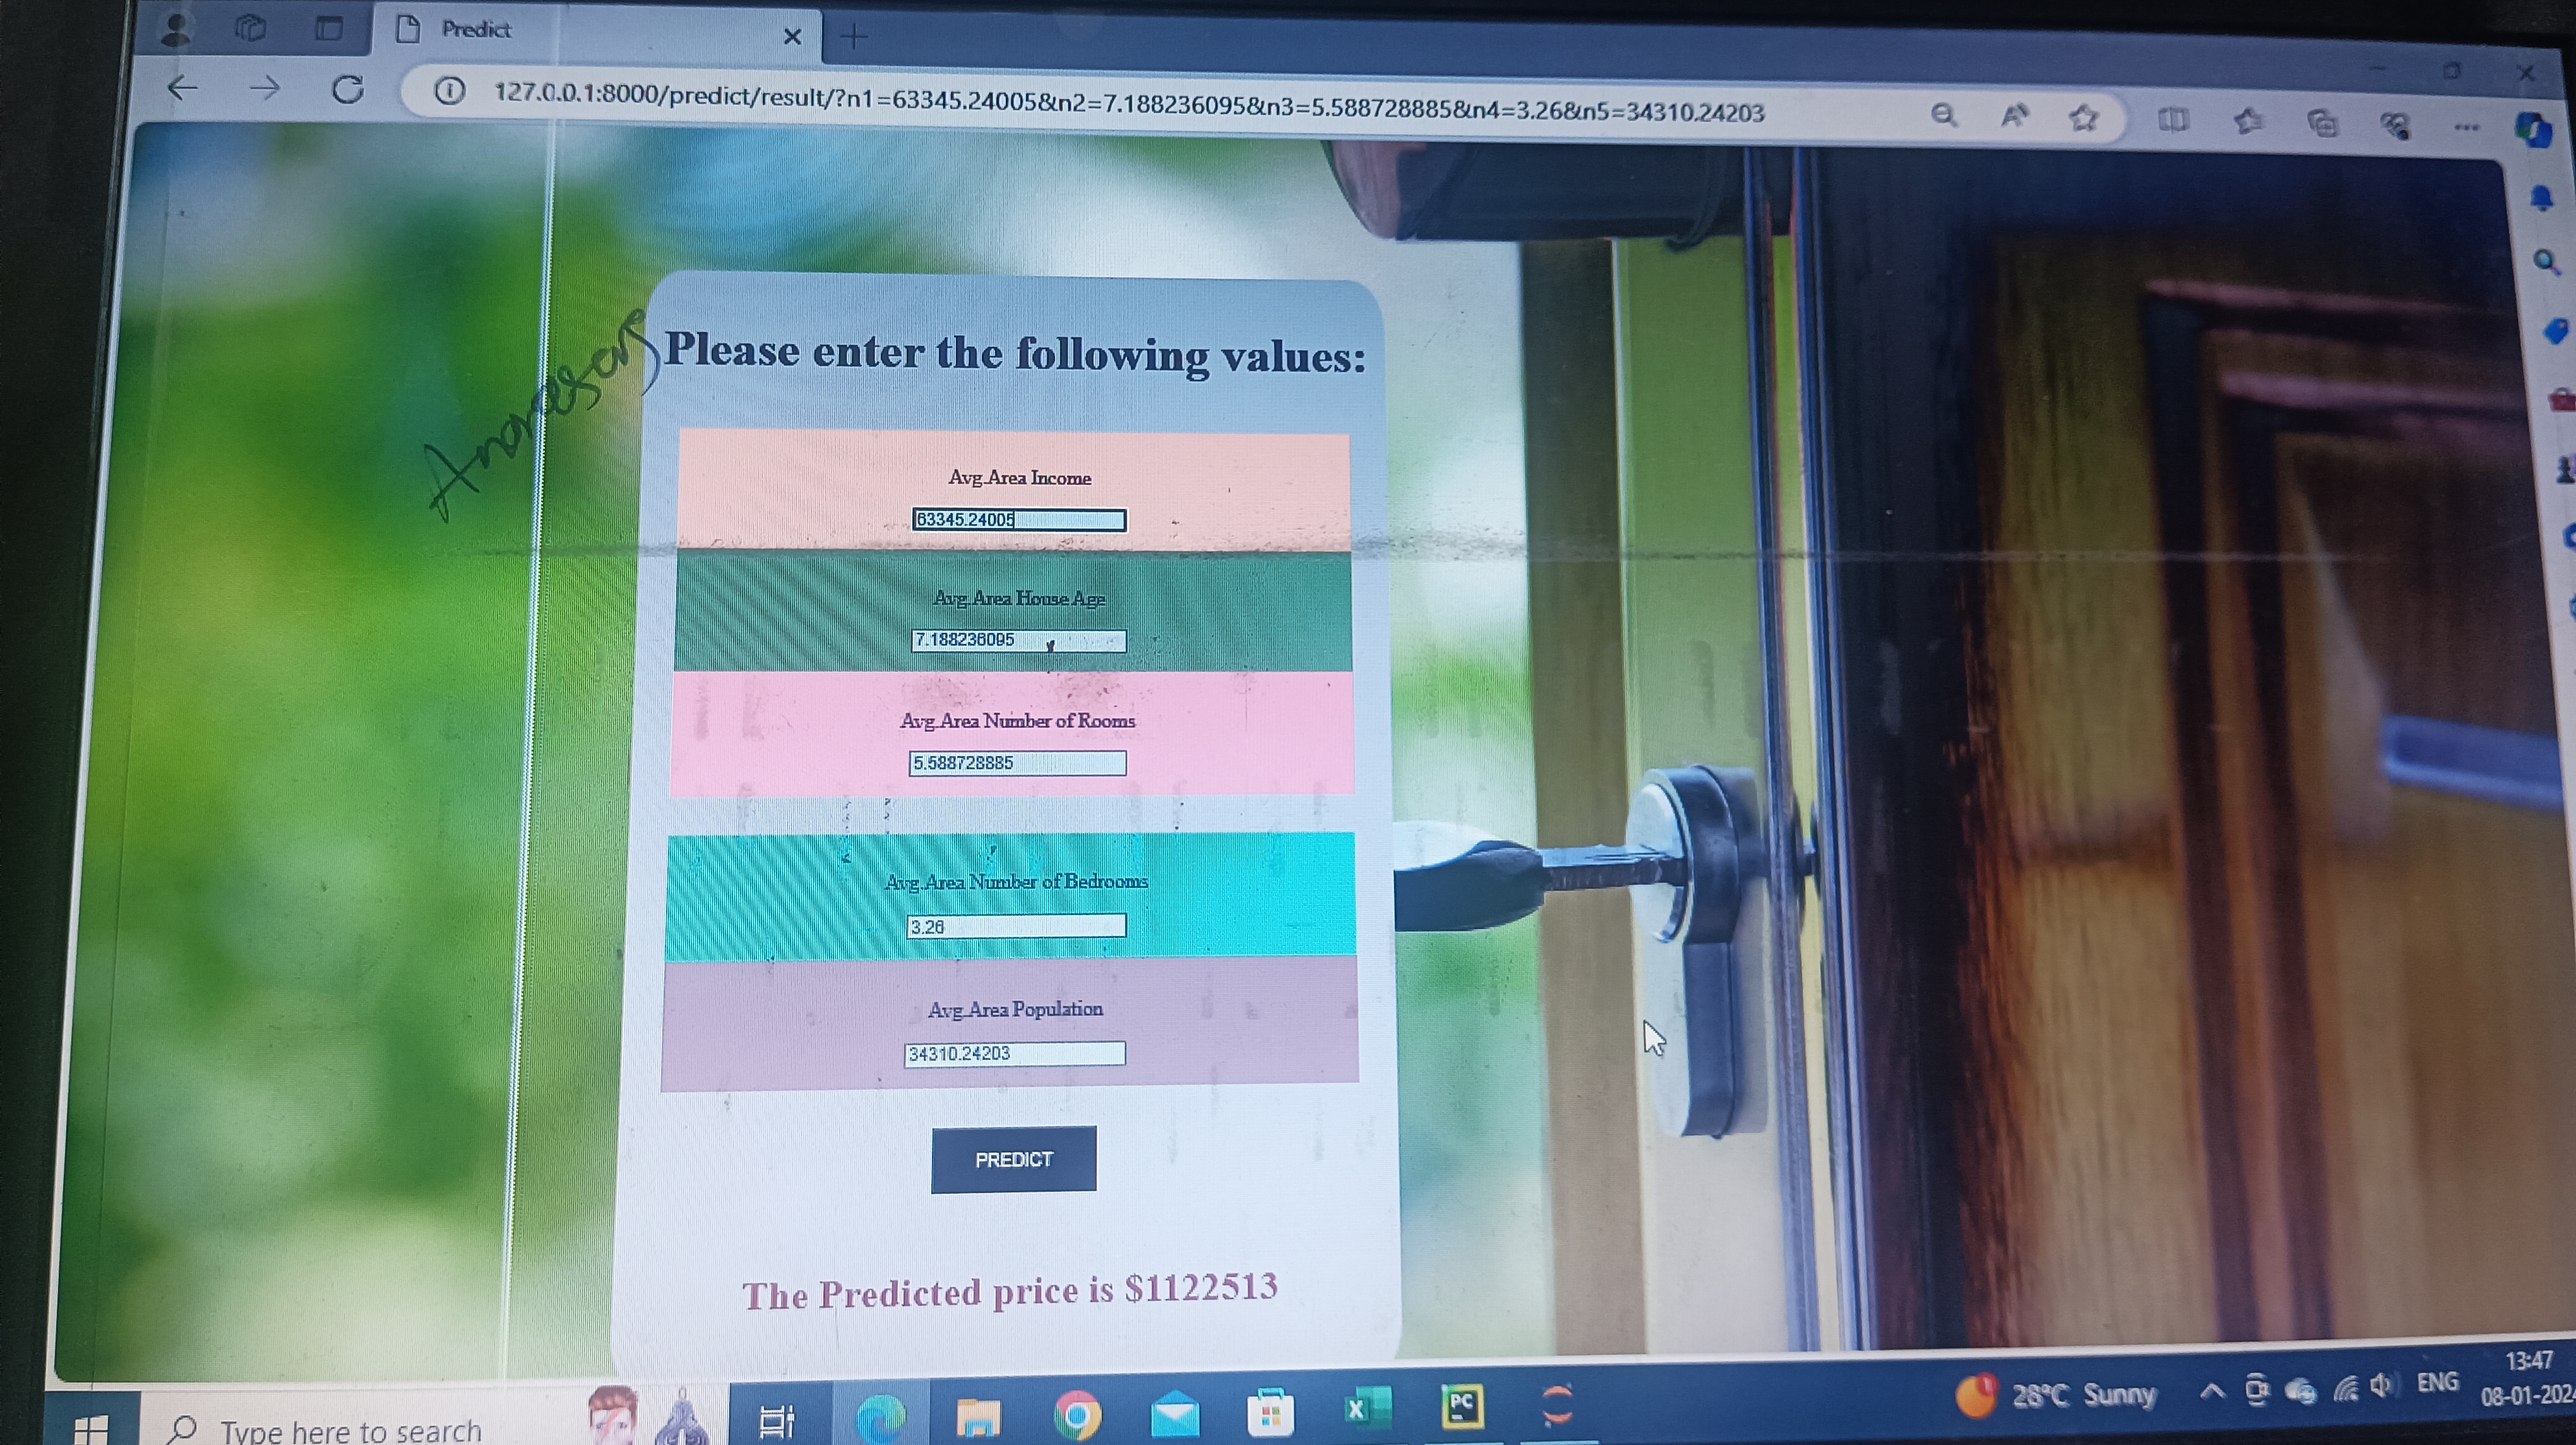 Predict
127.0.0.1:8000/predict/result/?n1=63345.24005&n2=7.188236095&n3=5.588728885&n4=3.26&n5=34310.24203
Please enter the following values:
Avg.Area Income
63345.24005
Avg.Area House Age
7.188236095
Avg.Area Number of Rooms
5.588728885
Avg.Area Number of Bedrooms
3.26
Avg.Area Population
34310.24203
PREDICT
The Predicted price is $1122513
Type here to search
PC
28°C Sunny
ENG
13:47
08-01-202